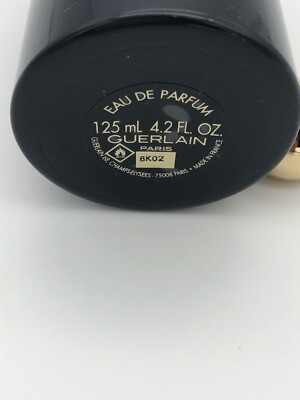 EAU DE PARFUM
125 mL 4.2 FL. OZ.
GUERLAIN
PARIS
8K02
GUERLAIN 68, CHAMPS-ELYSEES - 75008 PARIS • MADE IN FRANCE